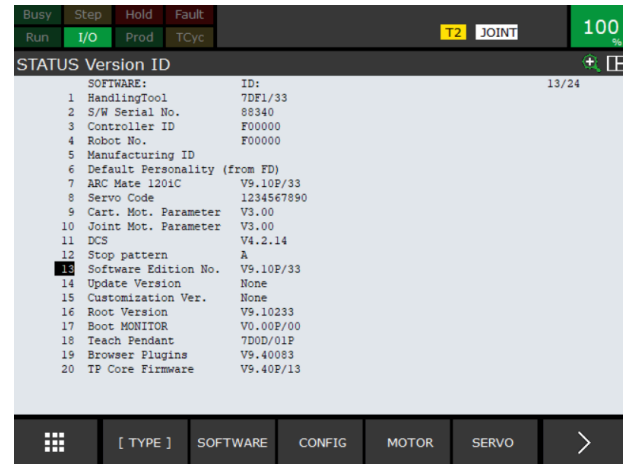 Busy Step Hold Fault
Run I/O Prod TCyc T2 JOINT 100 %
STATUS Version ID
SOFTWARE: ID: 13/24
1 HandlingTool 7DF1/33
2 S/W Serial No. 88340
3 Controller ID F00000
4 Robot No. F00000
5 Manufacturing ID
6 Default Personality (from FD)
7 ARC Mate 120iC V9.10P/33
8 Servo Code 1234567890
9 Cart. Mot. Parameter V3.00
10 Joint Mot. Parameter V3.00
11 DCS V4.2.14
12 Stop pattern A
13 Software Edition No. V9.10P/33
14 Update Version None
15 Customization Ver. None
16 Root Version V9.10233
17 Boot MONITOR V0.00P/00
18 Teach Pendant 7D0D/01P
19 Browser Plugins V9.40083
20 TP Core Firmware V9.40P/13
[ TYPE ] SOFTWARE CONFIG MOTOR SERVO